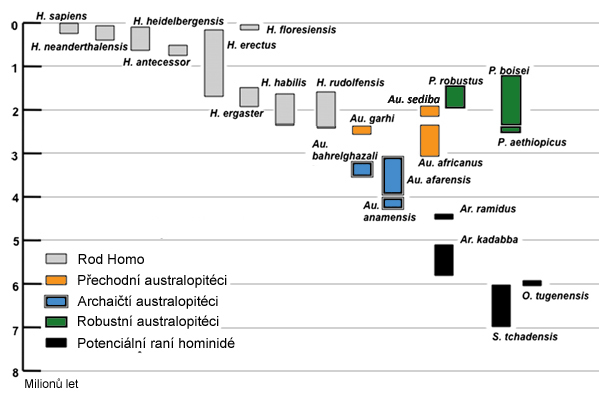 0
1
2
3
4
5
6
7
8
Milionů let
H. sapiens
H. heidelbergensis
H. floresiensis
H. neanderthalensis
H. erectus
H. antecessor
H. ergaster
H. habilis
H. rudolfensis
Au. garhi
Au. sediba
P. robustus
P. boisei
P. aethiopicus
Au. africanus
Au.
bahrelghazali
Au. afarensis
Au.
anamensis
Ar. ramidus
Ar. kadabba
O. tugenensis
S. tchadensis
Rod Homo
Přechodní australopitéci
Archaičtí australopitéci
Robustní australopitéci
Potenciální raní hominidé